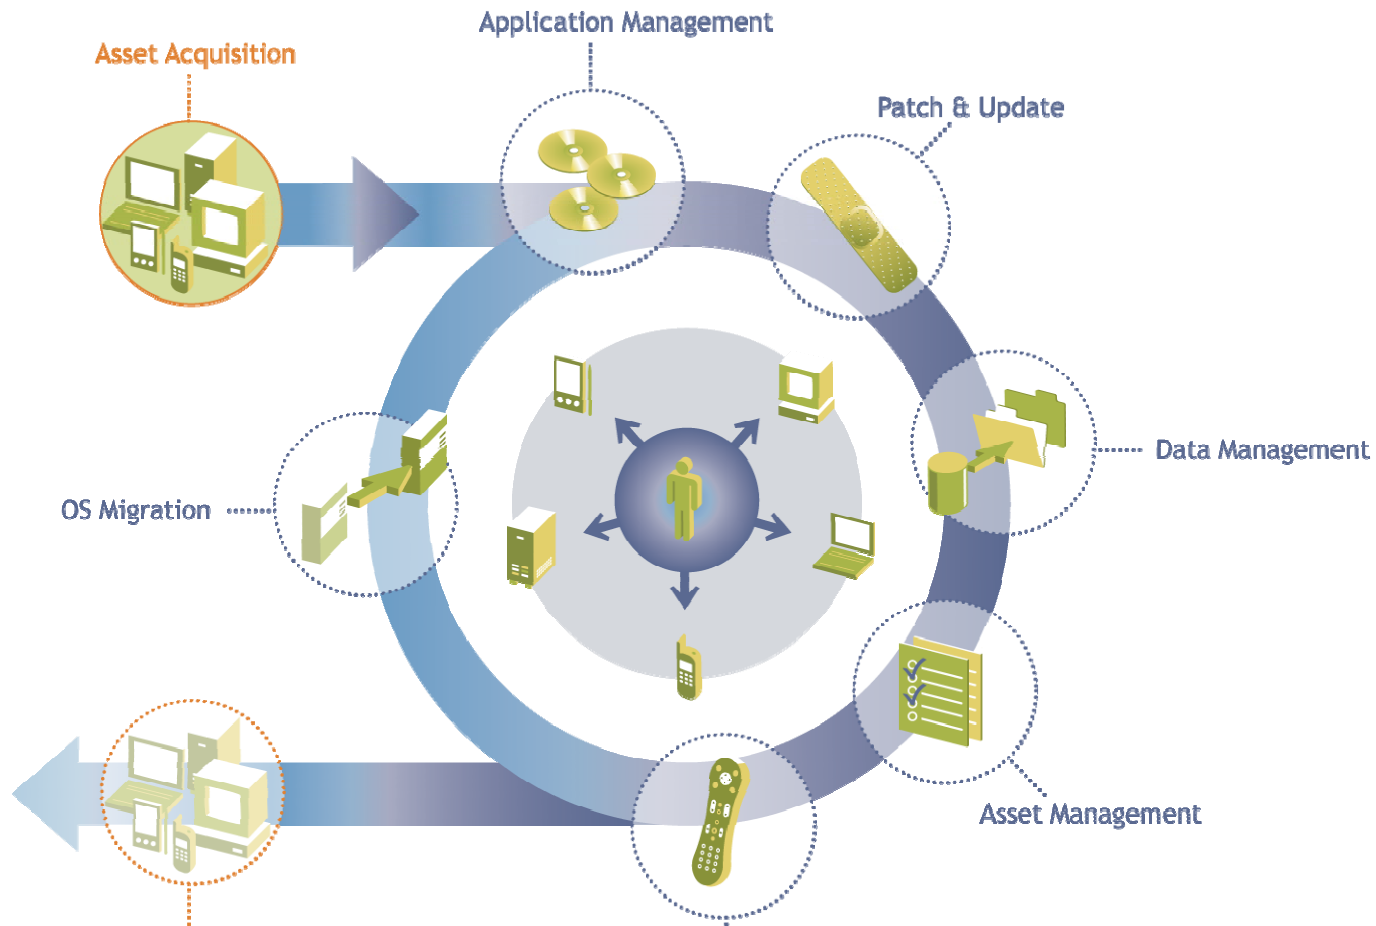 Application Management
Asset Acquisition
Patch & Update
Data Management
OS Migration
Asset Management